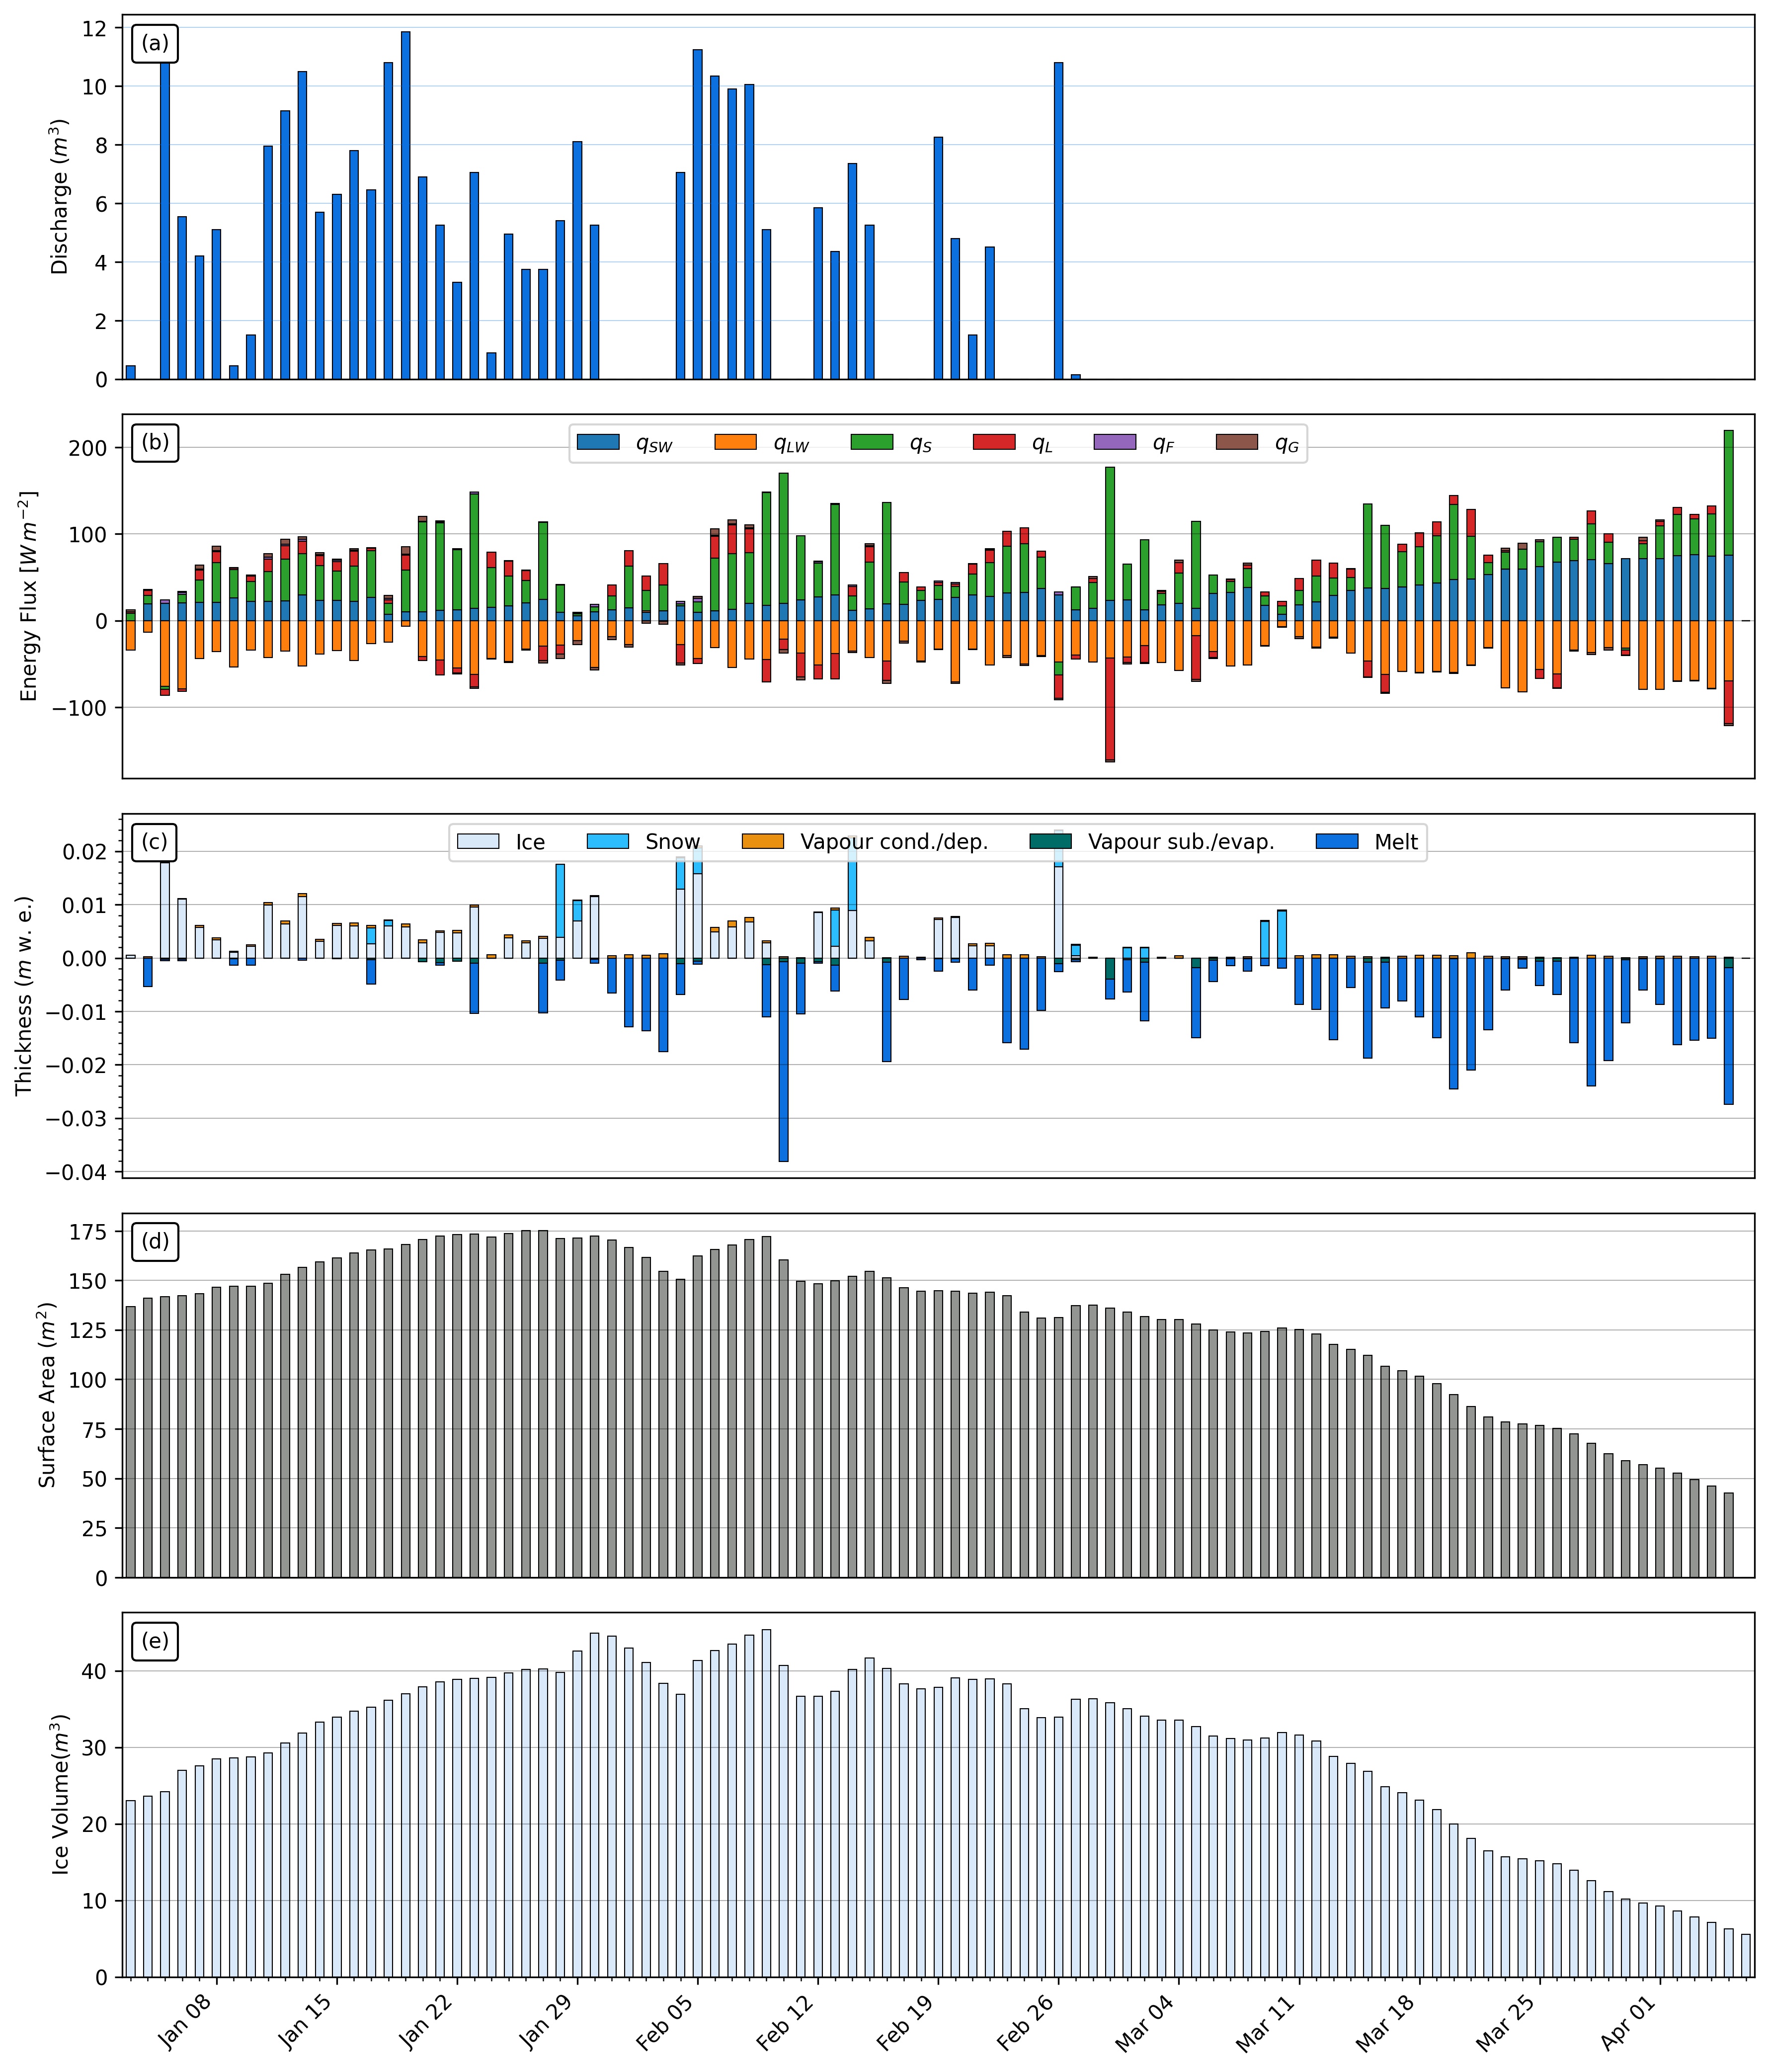 (a)
Discharge (m³)
12
10
8
6
4
2
0
(b)
q_SW q_LW q_S q_L q_F q_G
Energy Flux [W m⁻²]
200
100
0
−100
(c)
Ice Snow Vapour cond./dep. Vapour sub./evap. Melt
Thickness (m w. e.)
0.02
0.01
0.00
−0.01
−0.02
−0.03
−0.04
(d)
Surface Area (m²)
175
150
125
100
75
50
25
0
(e)
Ice Volume(m³)
40
30
20
10
0
Jan 08 Jan 15 Jan 22 Jan 29 Feb 05 Feb 12 Feb 19 Feb 26 Mar 04 Mar 11 Mar 18 Mar 25 Apr 01